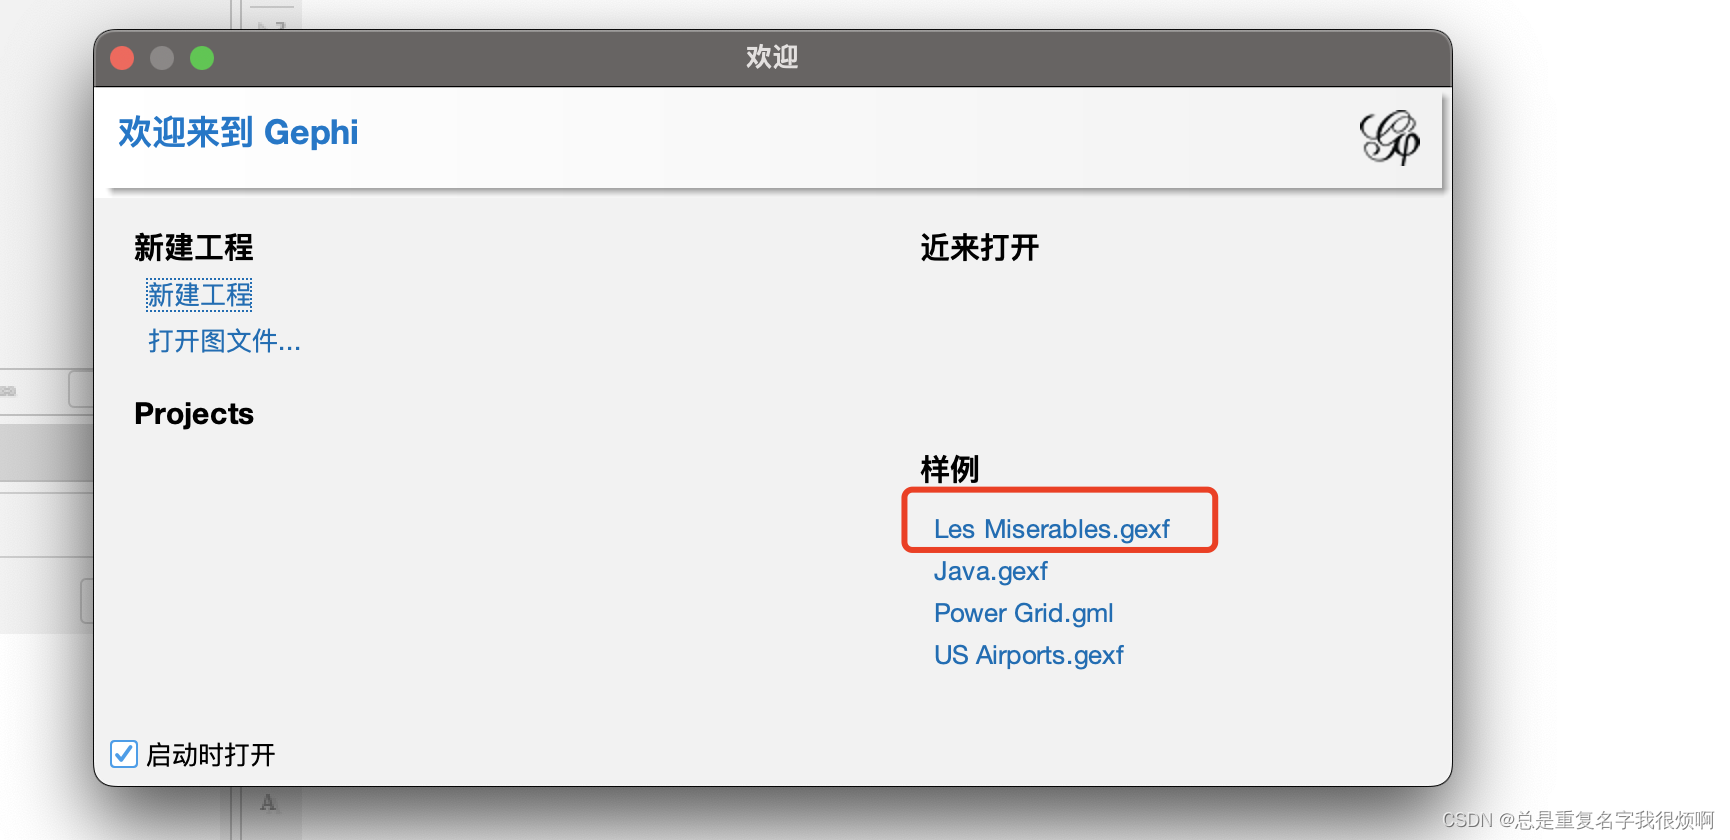 欢迎
欢迎来到 Gephi
新建工程
新建工程
打开图文件...
Projects
近来打开
样例
Les Miserables.gexf
Java.gexf
Power Grid.gml
US Airports.gexf
启动时打开
A
CSDN @总是重复名字我很烦啊